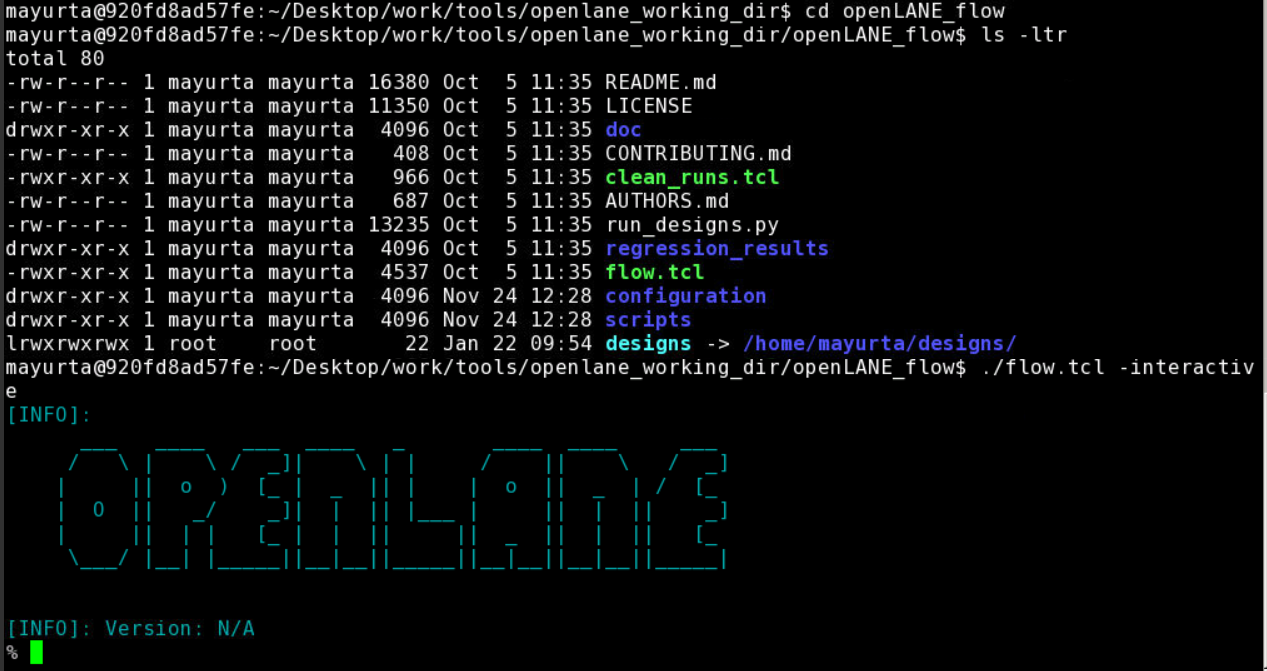 mayurta@920fd8ad57fe:~/Desktop/work/tools/openlane_working_dir$ cd openLANE_flow
mayurta@920fd8ad57fe:~/Desktop/work/tools/openlane_working_dir/openLANE_flow$ ls -ltr
total 80
-rw-r--r-- 1 mayurta mayurta 16380 Oct  5 11:35 README.md
-rw-r--r-- 1 mayurta mayurta 11350 Oct  5 11:35 LICENSE
drwxr-xr-x 1 mayurta mayurta  4096 Oct  5 11:35 doc
-rw-r--r-- 1 mayurta mayurta   408 Oct  5 11:35 CONTRIBUTING.md
-rwxr-xr-x 1 mayurta mayurta   966 Oct  5 11:35 clean_runs.tcl
-rw-r--r-- 1 mayurta mayurta   687 Oct  5 11:35 AUTHORS.md
-rw-r--r-- 1 mayurta mayurta 13235 Oct  5 11:35 run_designs.py
drwxr-xr-x 1 mayurta mayurta  4096 Oct  5 11:35 regression_results
-rwxr-xr-x 1 mayurta mayurta  4537 Oct  5 11:35 flow.tcl
drwxr-xr-x 1 mayurta mayurta  4096 Nov 24 12:28 configuration
drwxr-xr-x 1 mayurta mayurta  4096 Nov 24 12:28 scripts
lrwxrwxrwx 1 root    root      22 Jan 22 09:54 designs -> /home/mayurta/designs/
mayurta@920fd8ad57fe:~/Desktop/work/tools/openlane_working_dir/openLANE_flow$ ./flow.tcl -interactiv
e
[INFO]:
OPENLANE
[INFO]: Version: N/A
%